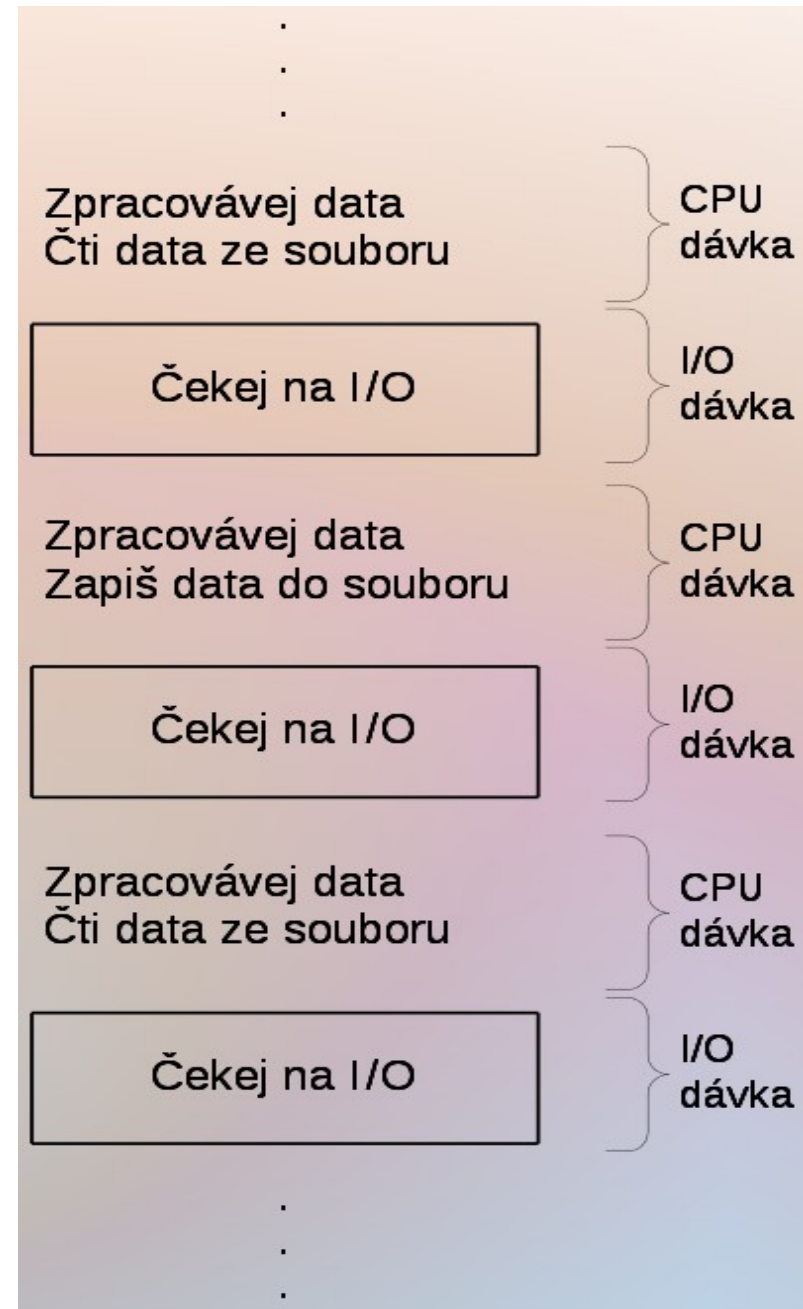 .
.
.
Zpracovávej data
Čti data ze souboru
CPU
dávka
Čekej na I/O
I/O
dávka
Zpracovávej data
Zapiš data do souboru
CPU
dávka
Čekej na I/O
I/O
dávka
Zpracovávej data
Čti data ze souboru
CPU
dávka
Čekej na I/O
I/O
dávka
.
.
.